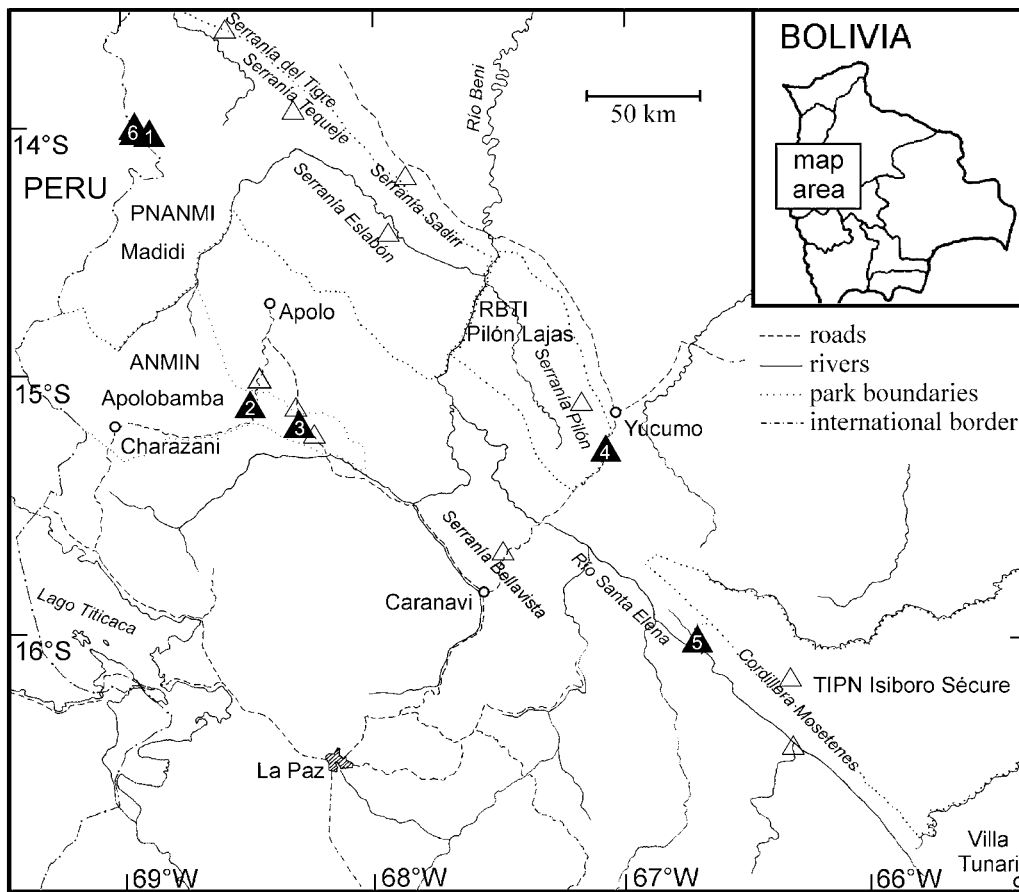 BOLIVIA
map
area
50 km
Serranía del Tigre
Serranía Tequeje
Río Beni
14°S
6
1
PERU
PNANMI
Madidi
Serranía Sadiri
Serranía Eslabón
Apolo
RBTI
Pilón Lajas
Serranía Pilón
roads
rivers
park boundaries
international border
15°S
ANMIN
Apolobamba
2
3
Charazani
Yucumo
4
Serranía Bellavista
Caranavi
Río Santa Elena
Lago Titicaca
16°S
5
Cordillera Mosetenes
TIPN Isiboro Sécure
La Paz
Villa
Tunari
69°W
68°W
67°W
66°W